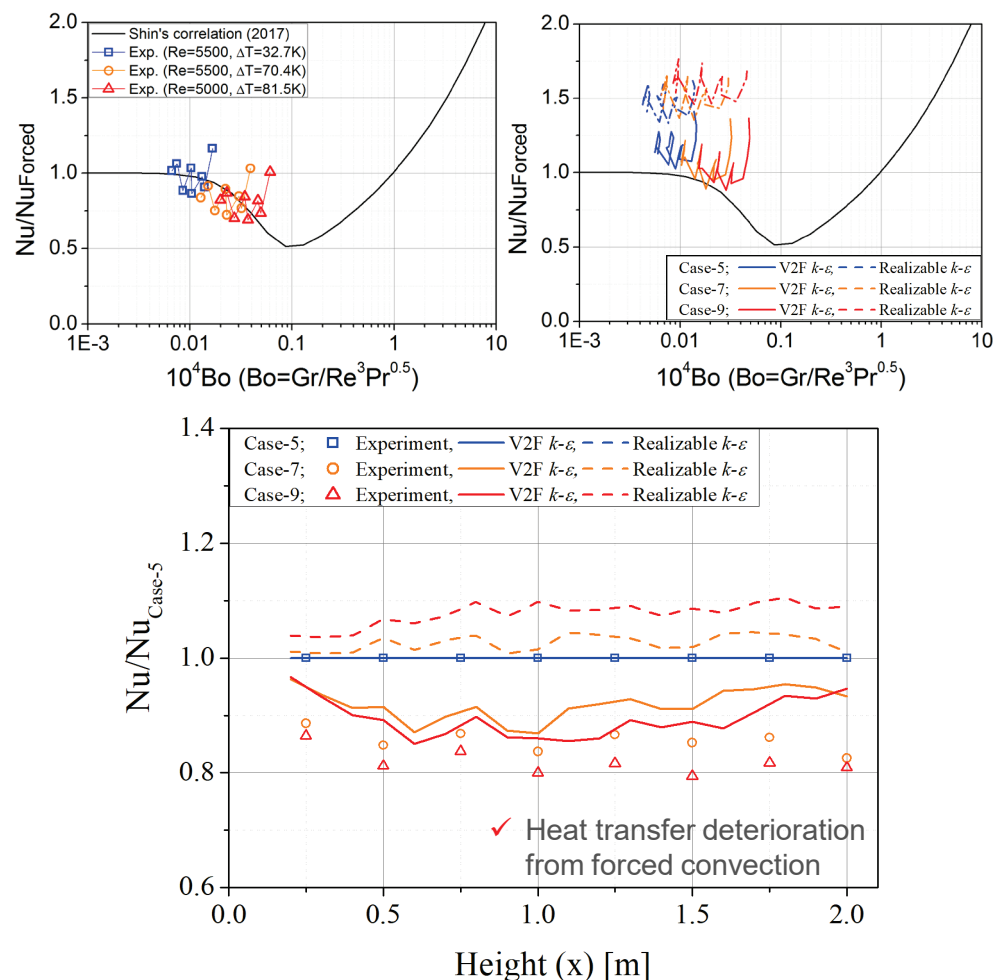 2.0
1.5
1.0
0.5
0.0
Nu/NuForced
Shin's correlation (2017)
Exp. (Re=5500, ΔT=32.7K)
Exp. (Re=5500, ΔT=70.4K)
Exp. (Re=5000, ΔT=81.5K)
1E-3 0.01 0.1 1 10
10⁴Bo (Bo=Gr/Re³Pr⁰·⁵)
2.0
1.5
1.0
0.5
0.0
Nu/NuForced
Case-5; V2F k-ε, Realizable k-ε
Case-7; V2F k-ε, Realizable k-ε
Case-9; V2F k-ε, Realizable k-ε
1E-3 0.01 0.1 1 10
10⁴Bo (Bo=Gr/Re³Pr⁰·⁵)
1.4
1.2
1.0
0.8
0.6
Nu/Nu_Case-5
Case-5; Experiment, V2F k-ε, Realizable k-ε
Case-7; Experiment, V2F k-ε, Realizable k-ε
Case-9; Experiment, V2F k-ε, Realizable k-ε
✓ Heat transfer deterioration
from forced convection
0.0 0.5 1.0 1.5 2.0
Height (x) [m]